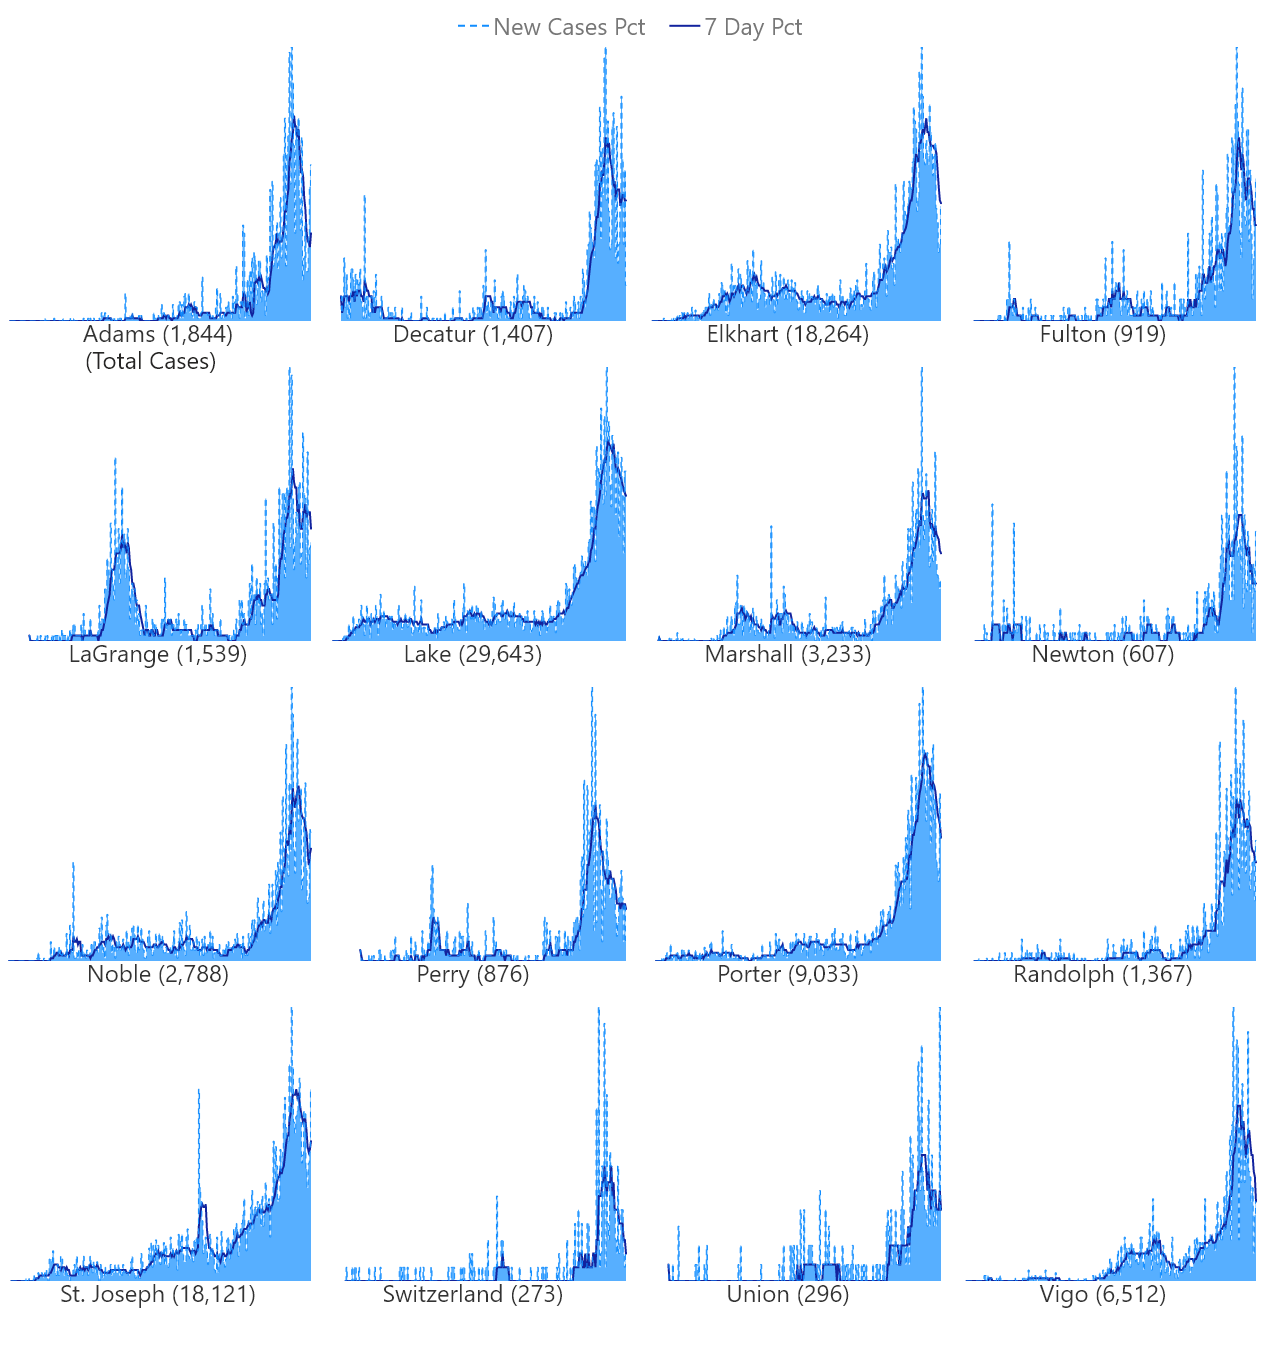 New Cases Pct 7 Day Pct
Adams (1,844)
(Total Cases)
Decatur (1,407)
Elkhart (18,264)
Fulton (919)
LaGrange (1,539)
Lake (29,643)
Marshall (3,233)
Newton (607)
Noble (2,788)
Perry (876)
Porter (9,033)
Randolph (1,367)
St. Joseph (18,121)
Switzerland (273)
Union (296)
Vigo (6,512)